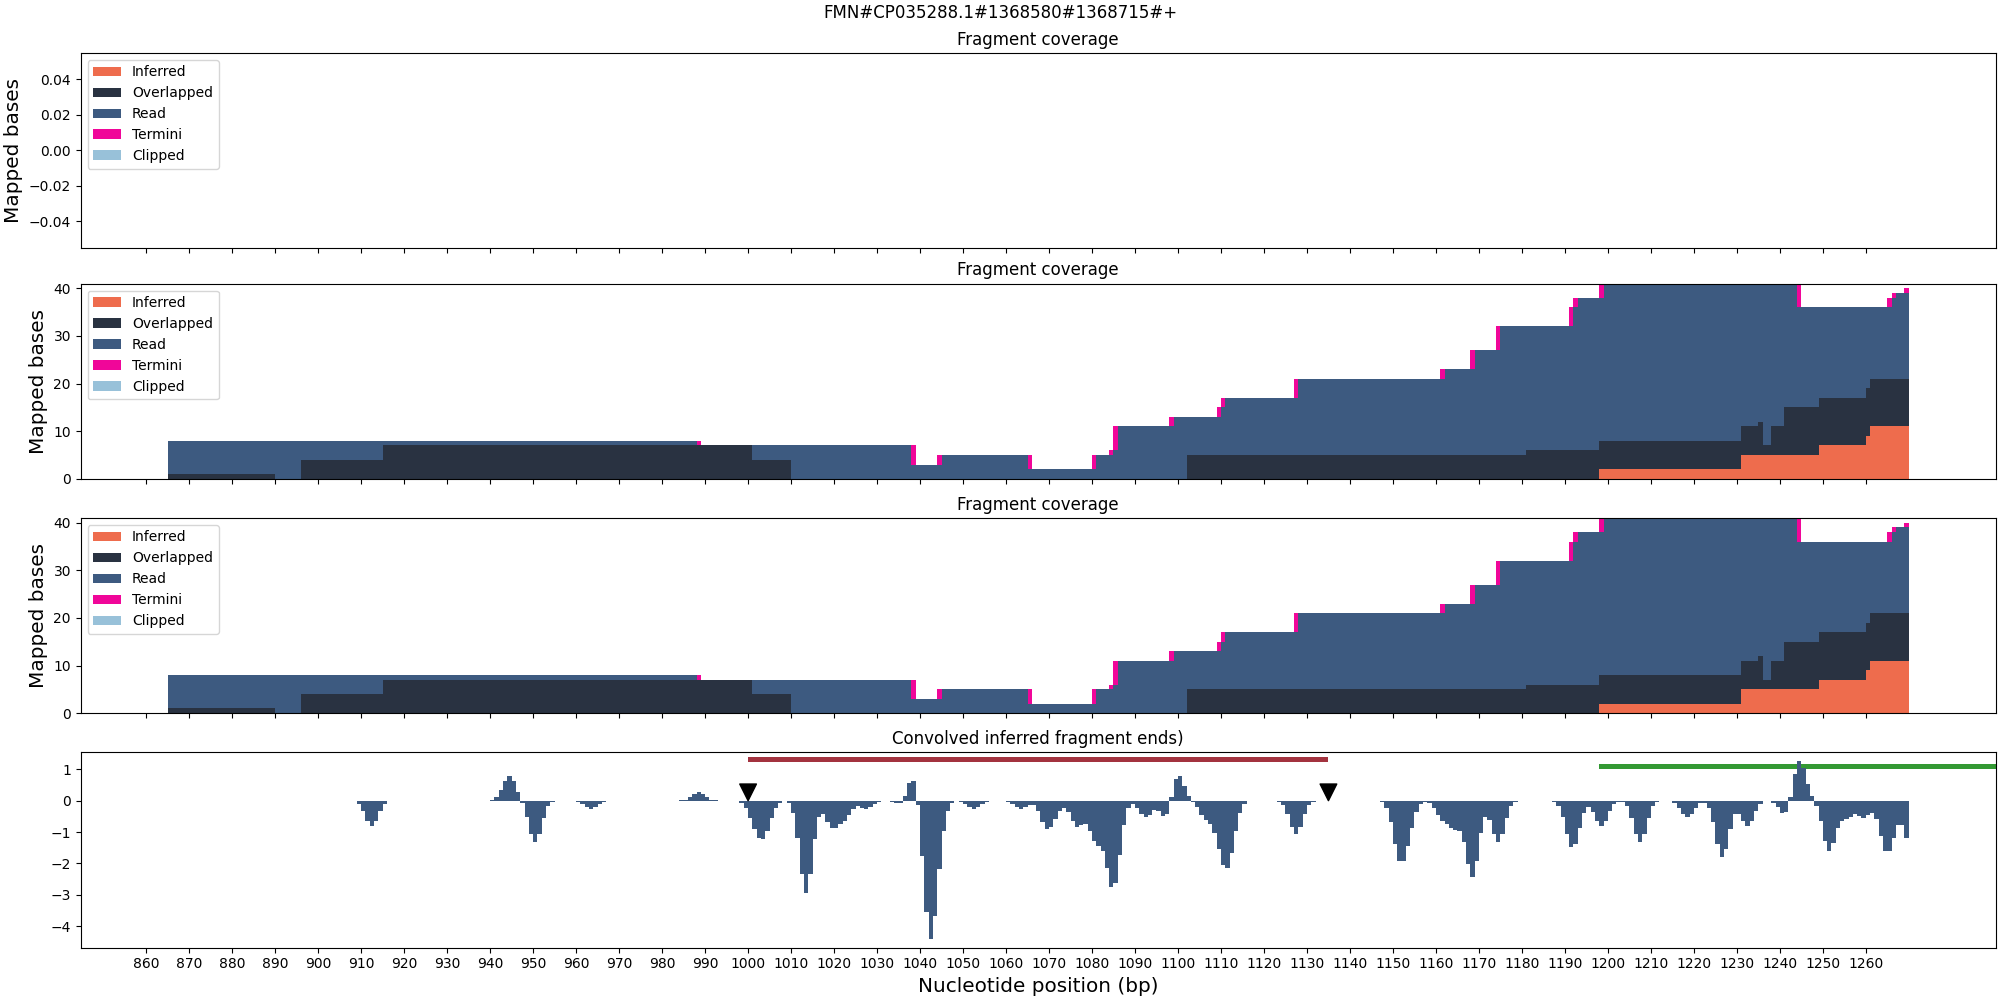 FMN#CP035288.1#1368580#1368715#+
Fragment coverage
Mapped bases
0.04
0.02
0.00
−0.02
−0.04
Inferred
Overlapped
Read
Termini
Clipped
Fragment coverage
Mapped bases
40
30
20
10
0
Inferred
Overlapped
Read
Termini
Clipped
Fragment coverage
Mapped bases
40
30
20
10
0
Inferred
Overlapped
Read
Termini
Clipped
Convolved inferred fragment ends)
1
0
−1
−2
−3
−4
860 870 880 890 900 910 920 930 940 950 960 970 980 990 1000 1010 1020 1030 1040 1050 1060 1070 1080 1090 1100 1110 1120 1130 1140 1150 1160 1170 1180 1190 1200 1210 1220 1230 1240 1250 1260
Nucleotide position (bp)